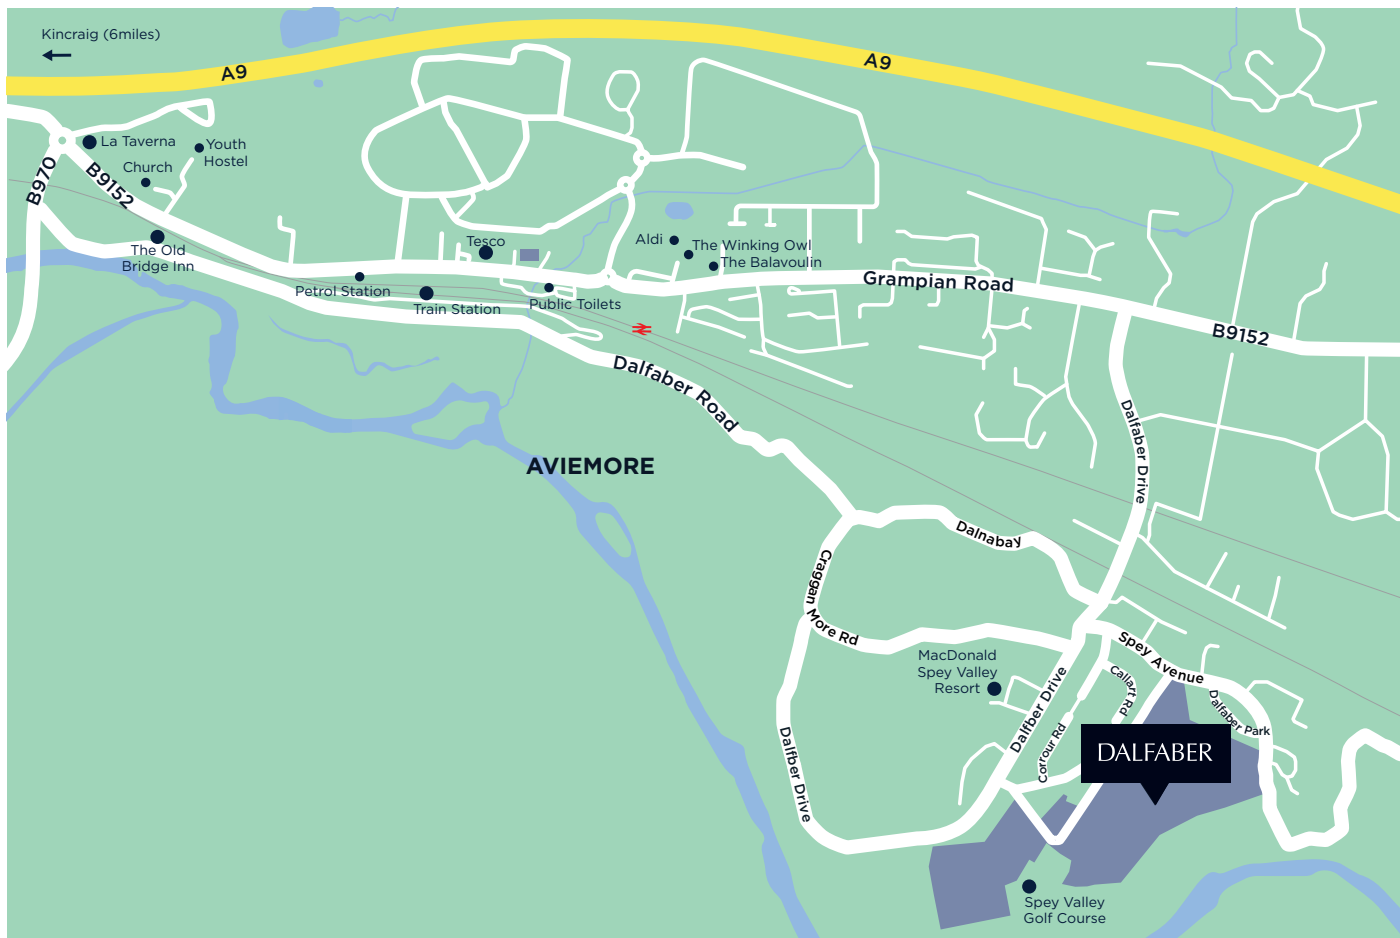 Kincraig (6miles)
A9
A9
La Taverna
Youth
Hostel
Church
B970
B9152
The Old
Bridge Inn
Tesco
Aldi
The Winking Owl
The Balavoulin
Petrol Station
Train Station
Public Toilets
Grampian Road
B9152
Dalfaber Road
Dalfaber Drive
AVIEMORE
Dalnabay
Craggan
More Rd
Spey Avenue
MacDonald
Spey Valley
Resort
Callart Rd
Dalfaber Park
Dalfber Drive
Corrour Rd
DALFABER
Dalfber Drive
Spey Valley
Golf Course